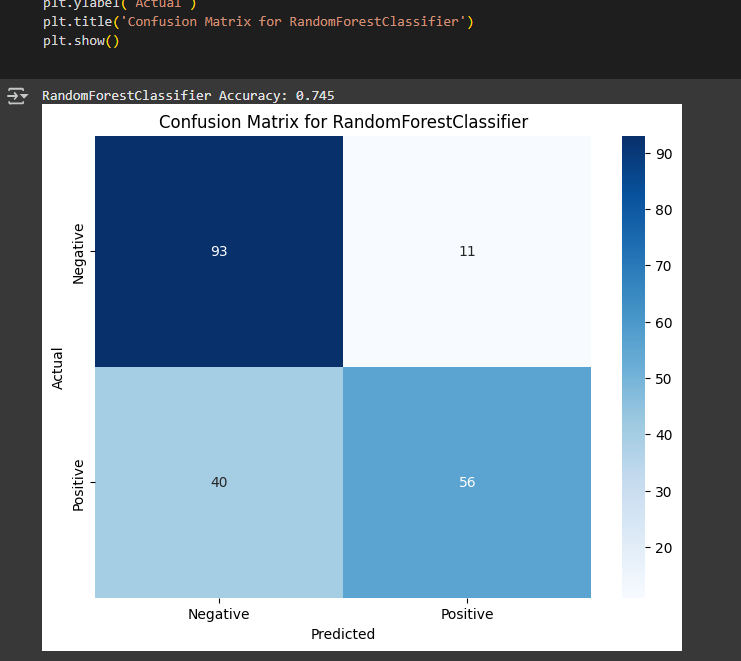 plt.ylabel('Actual')
plt.title('Confusion Matrix for RandomForestClassifier')
plt.show()
RandomForestClassifier Accuracy: 0.745
Confusion Matrix for RandomForestClassifier
Negative
93
11
90
80
70
60
50
40
30
20
Actual
Positive
40
56
Negative
Positive
Predicted